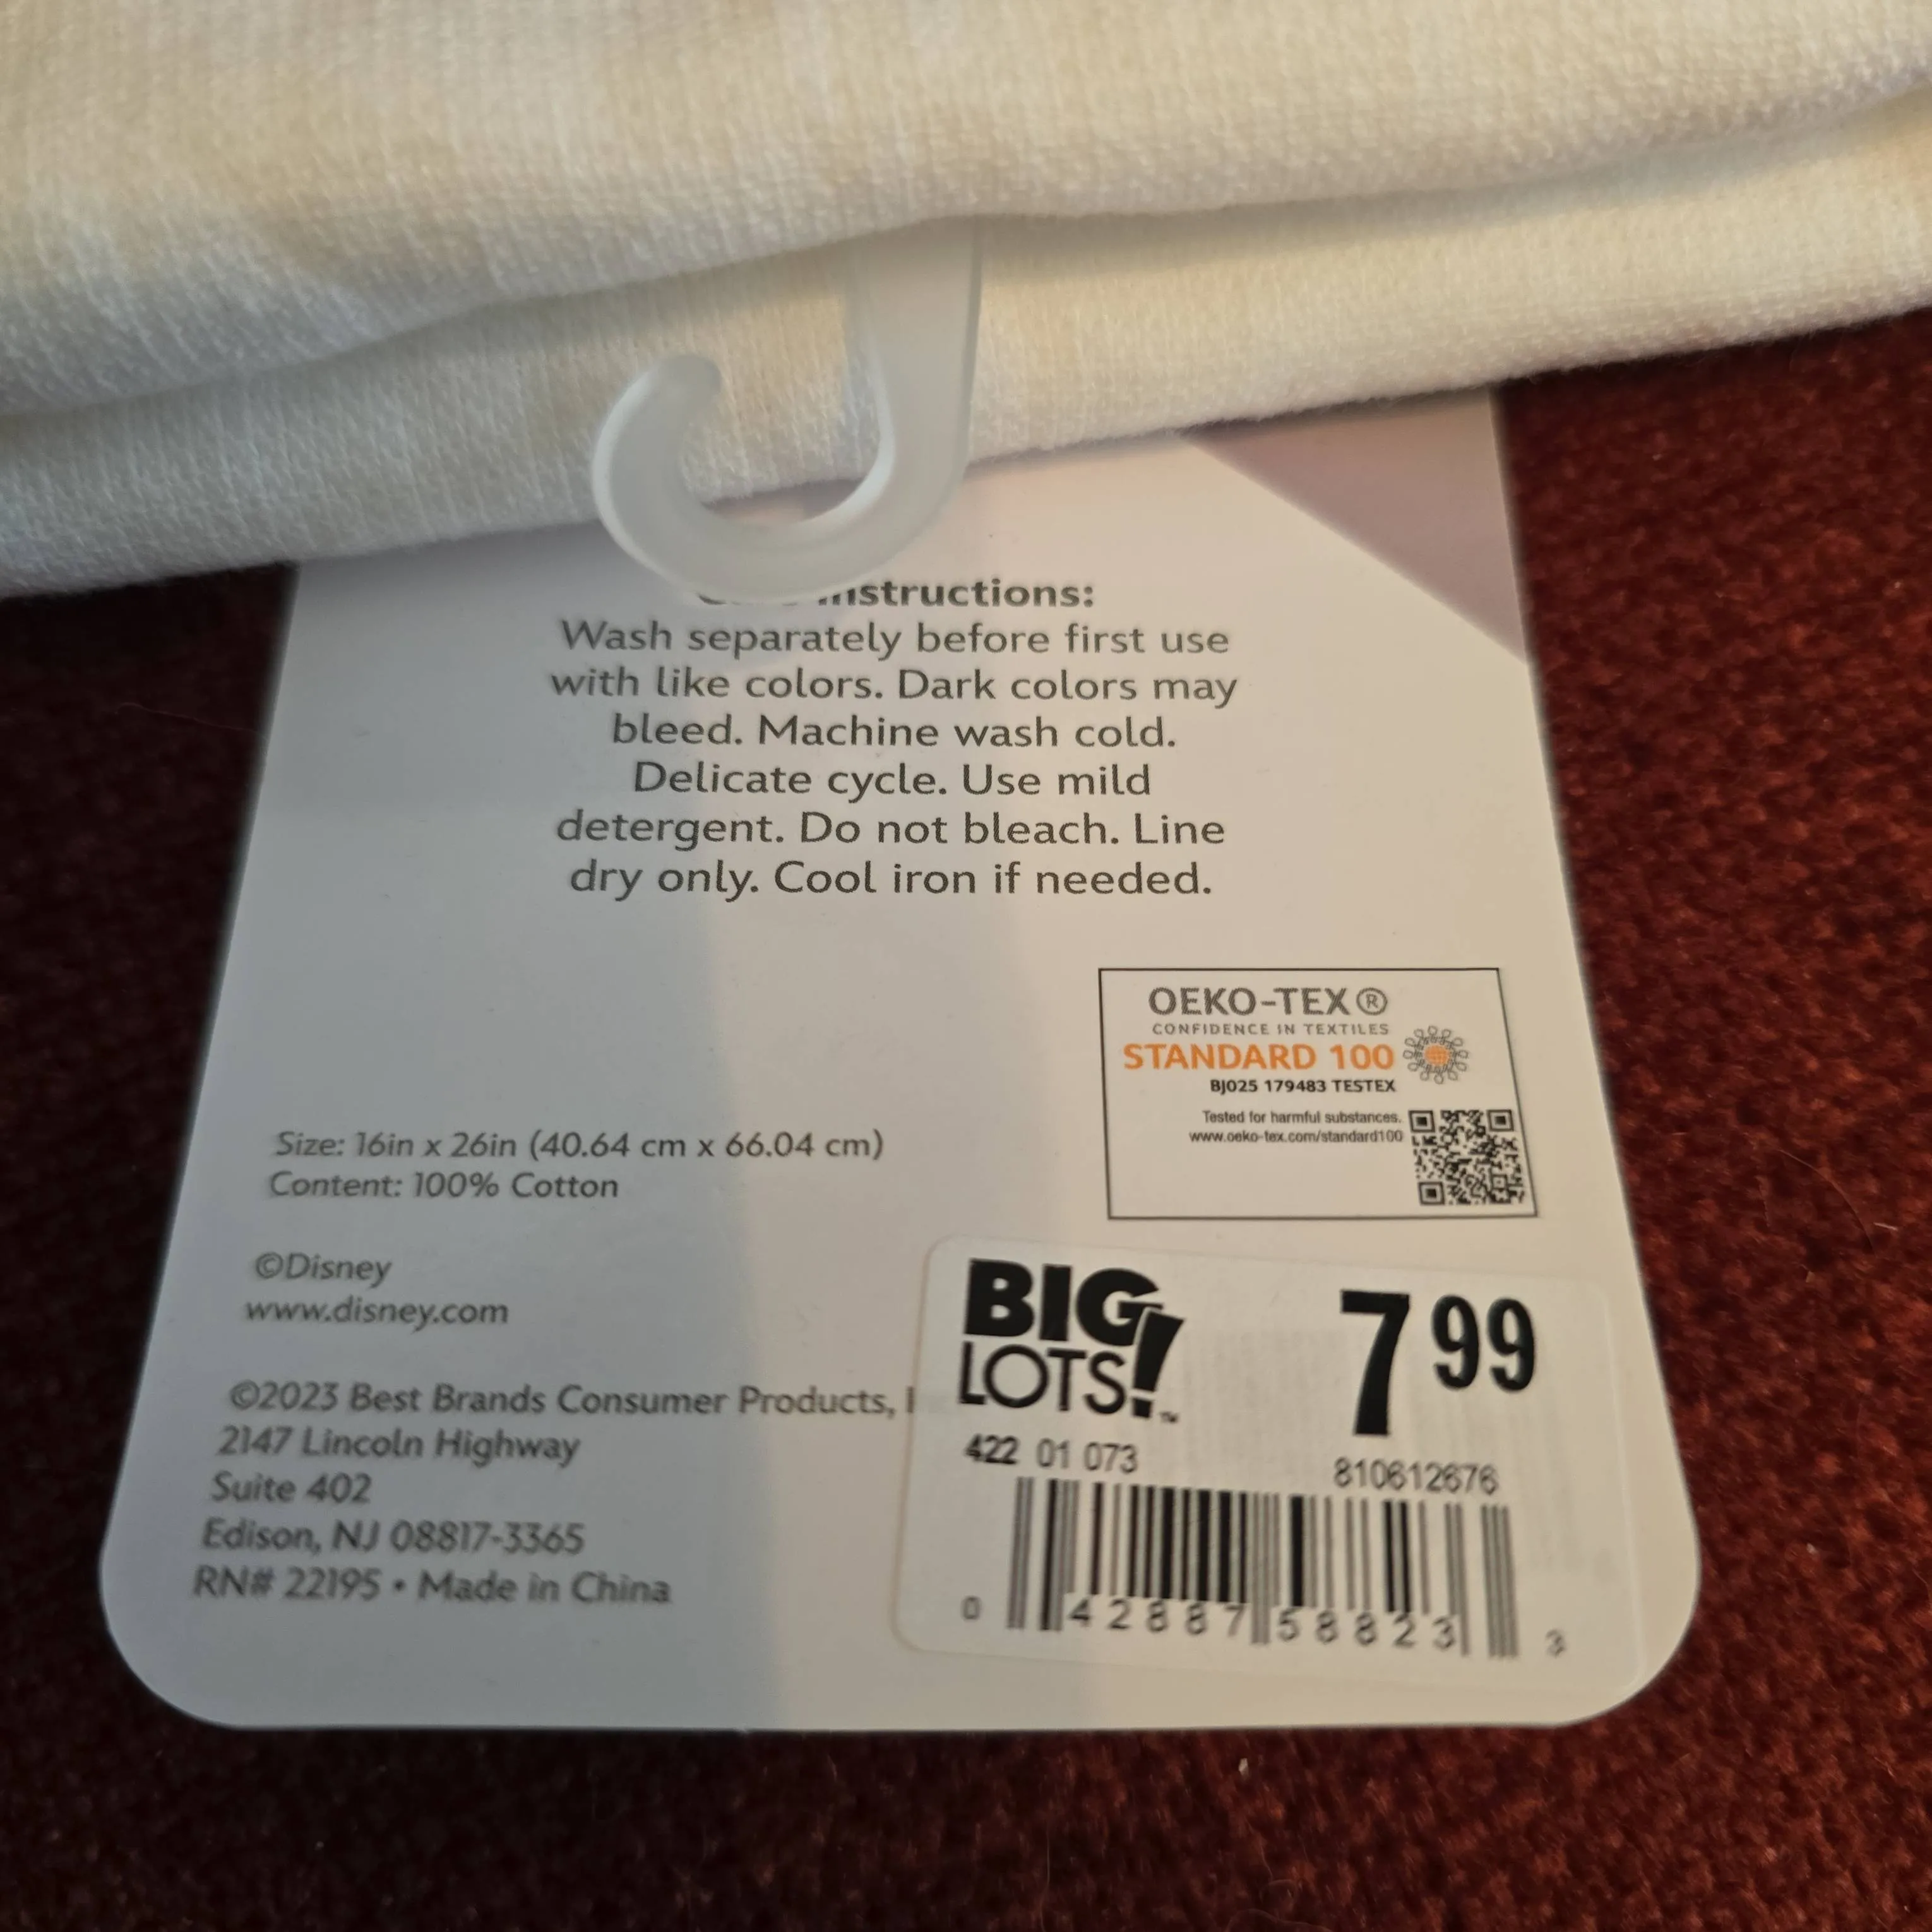 instructions:
Wash separately before first use
with like colors. Dark colors may
bleed. Machine wash cold.
Delicate cycle. Use mild
detergent. Do not bleach. Line
dry only. Cool iron if needed.
OEKO-TEX®
CONFIDENCE IN TEXTILES
STANDARD 100
BJ025 179483 TESTEX
Tested for harmful substances.
www.oeko-tex.com/standard100
Size: 16in x 26in (40.64 cm x 66.04 cm)
Content: 100% Cotton
©Disney
www.disney.com
©2023 Best Brands Consumer Products,
2147 Lincoln Highway
Suite 402
Edison, NJ 08817-3365
RN# 22195 • Made in China
BIG
LOTS!™
7 99
422 01 073
810612676
0 42887 58823 3